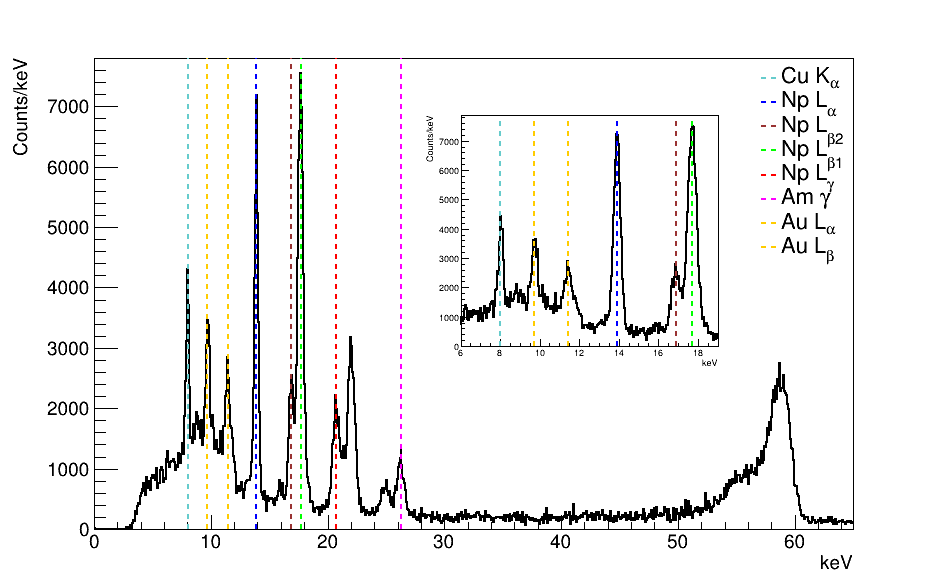 Counts/keV
7000
6000
5000
4000
3000
2000
1000
0
0 10 20 30 40 50 60
keV
Counts/keV
7000
6000
5000
4000
3000
2000
1000
0
6 8 10 12 14 16 18
keV
Cu Kα
Np Lα
Np Lβ2
Np Lβ1
Np Lγ
Am γ
Au Lα
Au Lβ